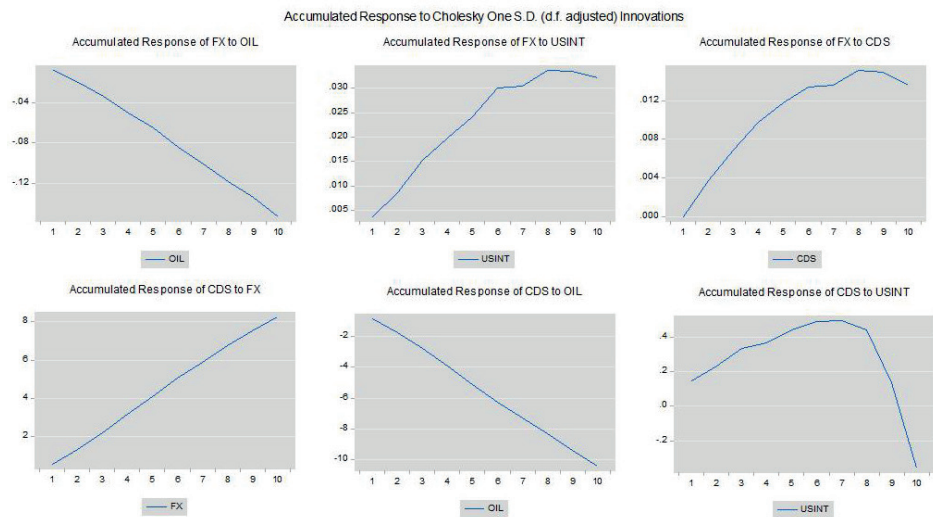 Accumulated Response to Cholesky One S.D. (d.f. adjusted) Innovations
Accumulated Response of FX to OIL
-.04
-.08
-.12
1 2 3 4 5 6 7 8 9 10
OIL
Accumulated Response of FX to USINT
.030
.025
.020
.015
.010
.005
1 2 3 4 5 6 7 8 9 10
USINT
Accumulated Response of FX to CDS
.012
.008
.004
.000
1 2 3 4 5 6 7 8 9 10
CDS
Accumulated Response of CDS to FX
8
6
4
2
1 2 3 4 5 6 7 8 9 10
FX
Accumulated Response of CDS to OIL
-2
-4
-6
-8
-10
1 2 3 4 5 6 7 8 9 10
OIL
Accumulated Response of CDS to USINT
.4
.2
.0
-.2
1 2 3 4 5 6 7 8 9 10
USINT